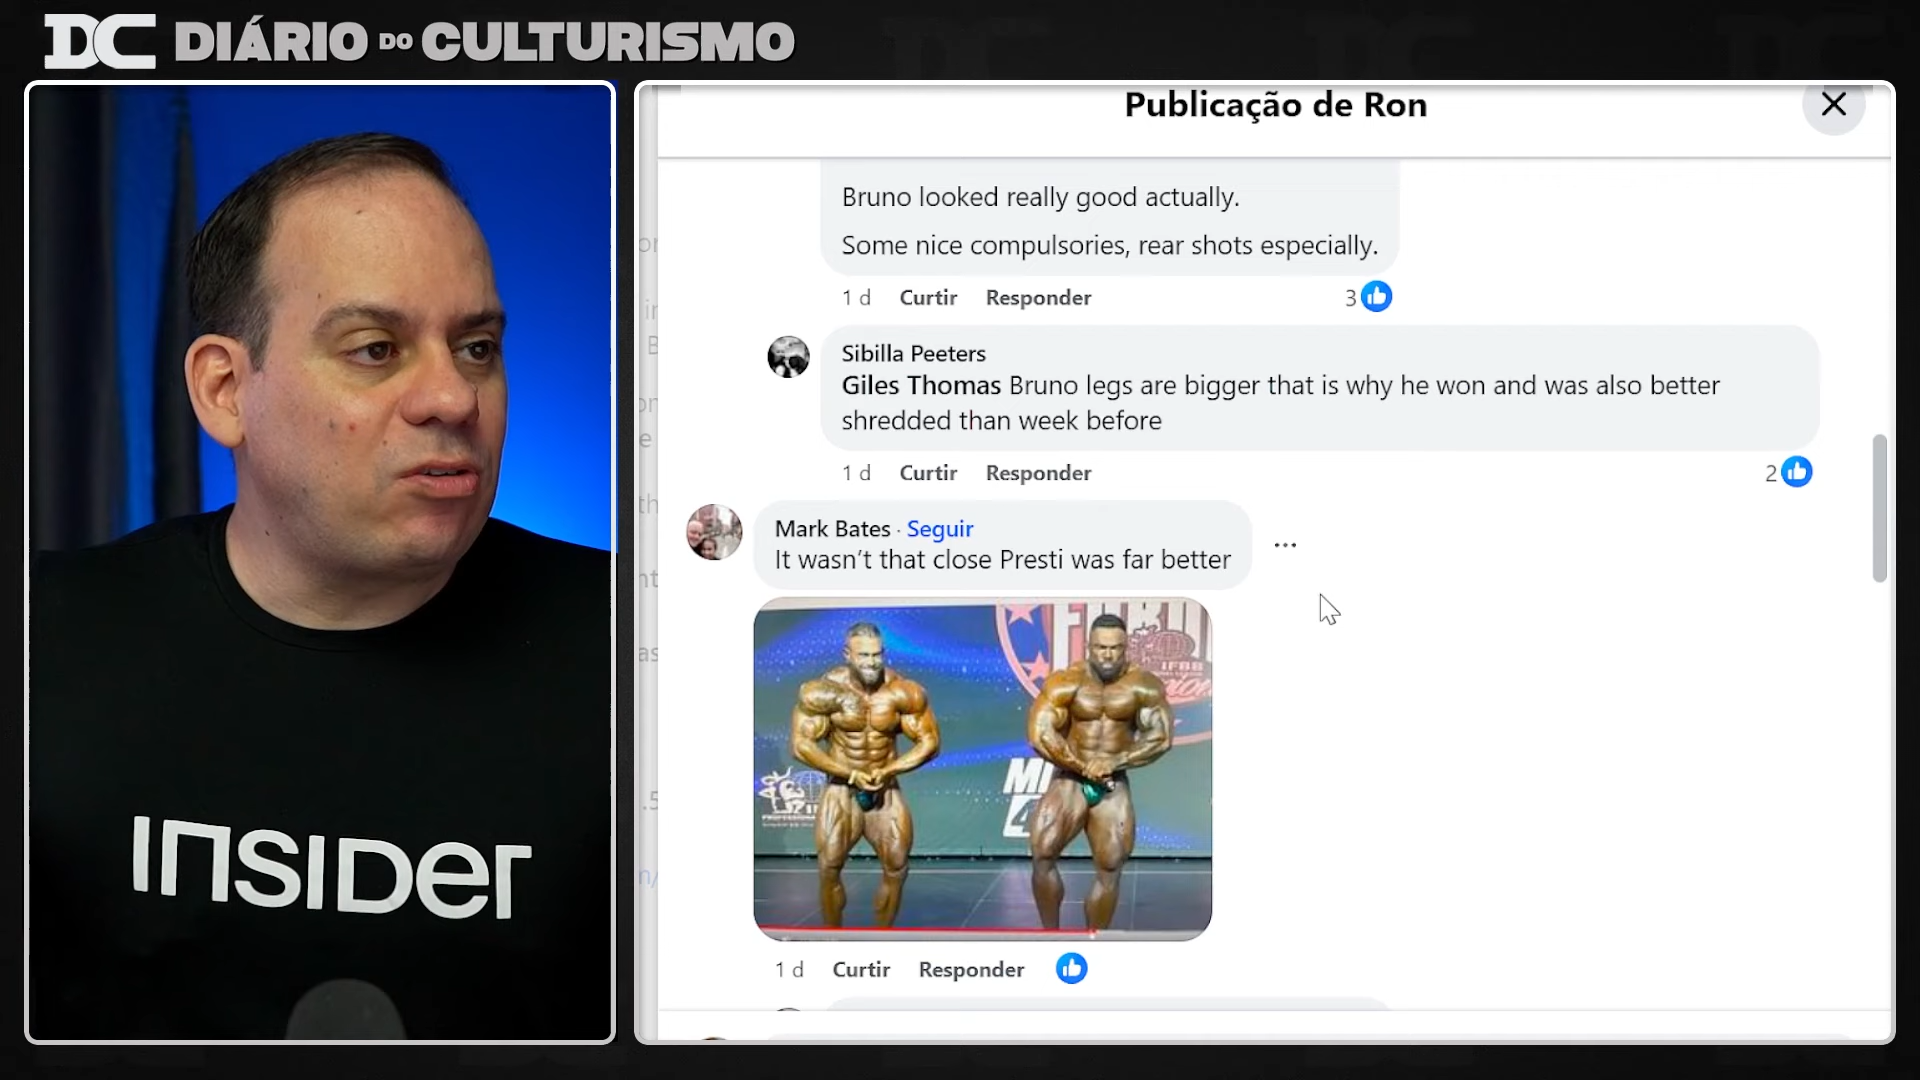 DC DIÁRIO DO CULTURISMO
Publicação de Ron
Bruno looked really good actually.
Some nice compulsories, rear shots especially.
1 d Curtir Responder 3
Sibilla Peeters
Giles Thomas Bruno legs are bigger that is why he won and was also better
shredded than week before
1 d Curtir Responder 2
Mark Bates · Seguir
It wasn’t that close Presti was far better
IFBB
1 d Curtir Responder
INSIDER